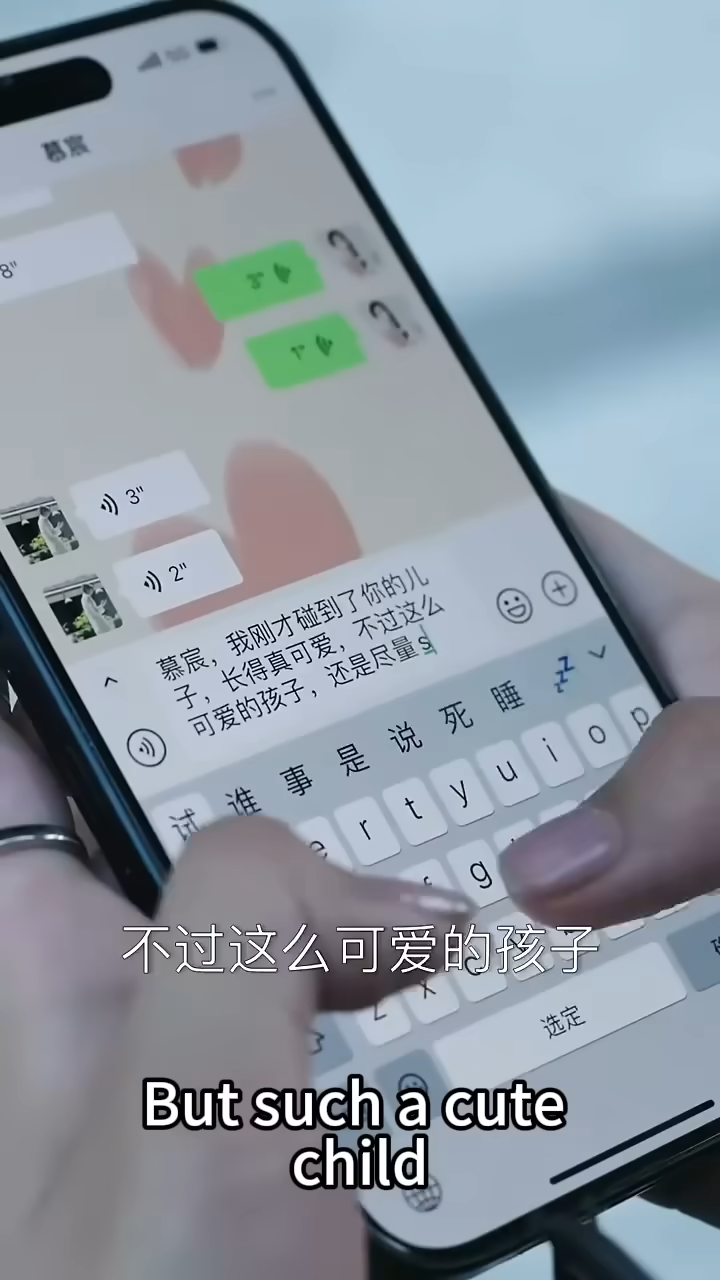 慕宸
8"
3"
1"
3"
2"
慕宸，我刚才碰到了你的儿
子，长得真可爱，不过这么
可爱的孩子，还是尽量s
试 谁 事 是 说 死 睡 💤
e r t y u i o p
f g
z x c
选定
不过这么可爱的孩子
But such a cute
child